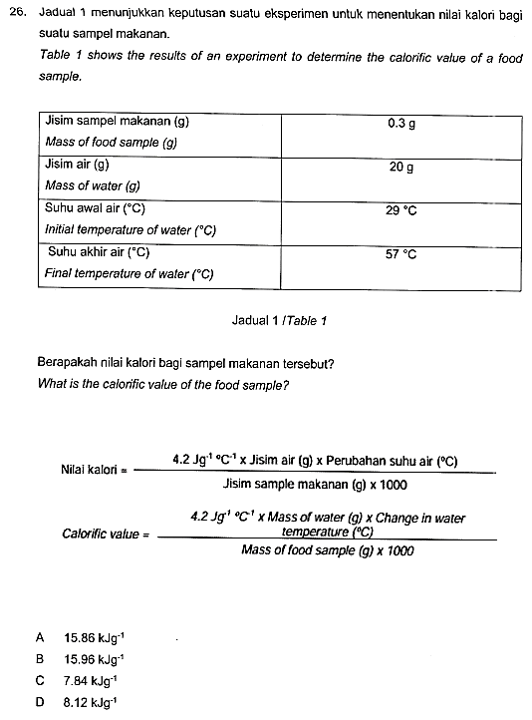 26. Jadual 1 menunjukkan keputusan suatu eksperimen untuk menentukan nilai kalori bagi
suatu sampel makanan.
Table 1 shows the results of an experiment to determine the calorific value of a food
sample.
Jisim sampel makanan (g)
Mass of food sample (g)
0.3 g
Jisim air (g)
Mass of water (g)
20 g
Suhu awal air (°C)
Initial temperature of water (°C)
29 °C
Suhu akhir air (°C)
Final temperature of water (°C)
57 °C
Jadual 1 /Table 1
Berapakah nilai kalori bagi sampel makanan tersebut?
What is the calorific value of the food sample?
4.2 Jg⁻¹ °C⁻¹ x Jisim air (g) x Perubahan suhu air (°C)
Nilai kalori =
Jisim sample makanan (g) x 1000
4.2 Jg⁻¹ °C⁻¹ x Mass of water (g) x Change in water
temperature (°C)
Calorific value =
Mass of food sample (g) x 1000
A 15.86 kJg⁻¹
B 15.96 kJg⁻¹
C 7.84 kJg⁻¹
D 8.12 kJg⁻¹